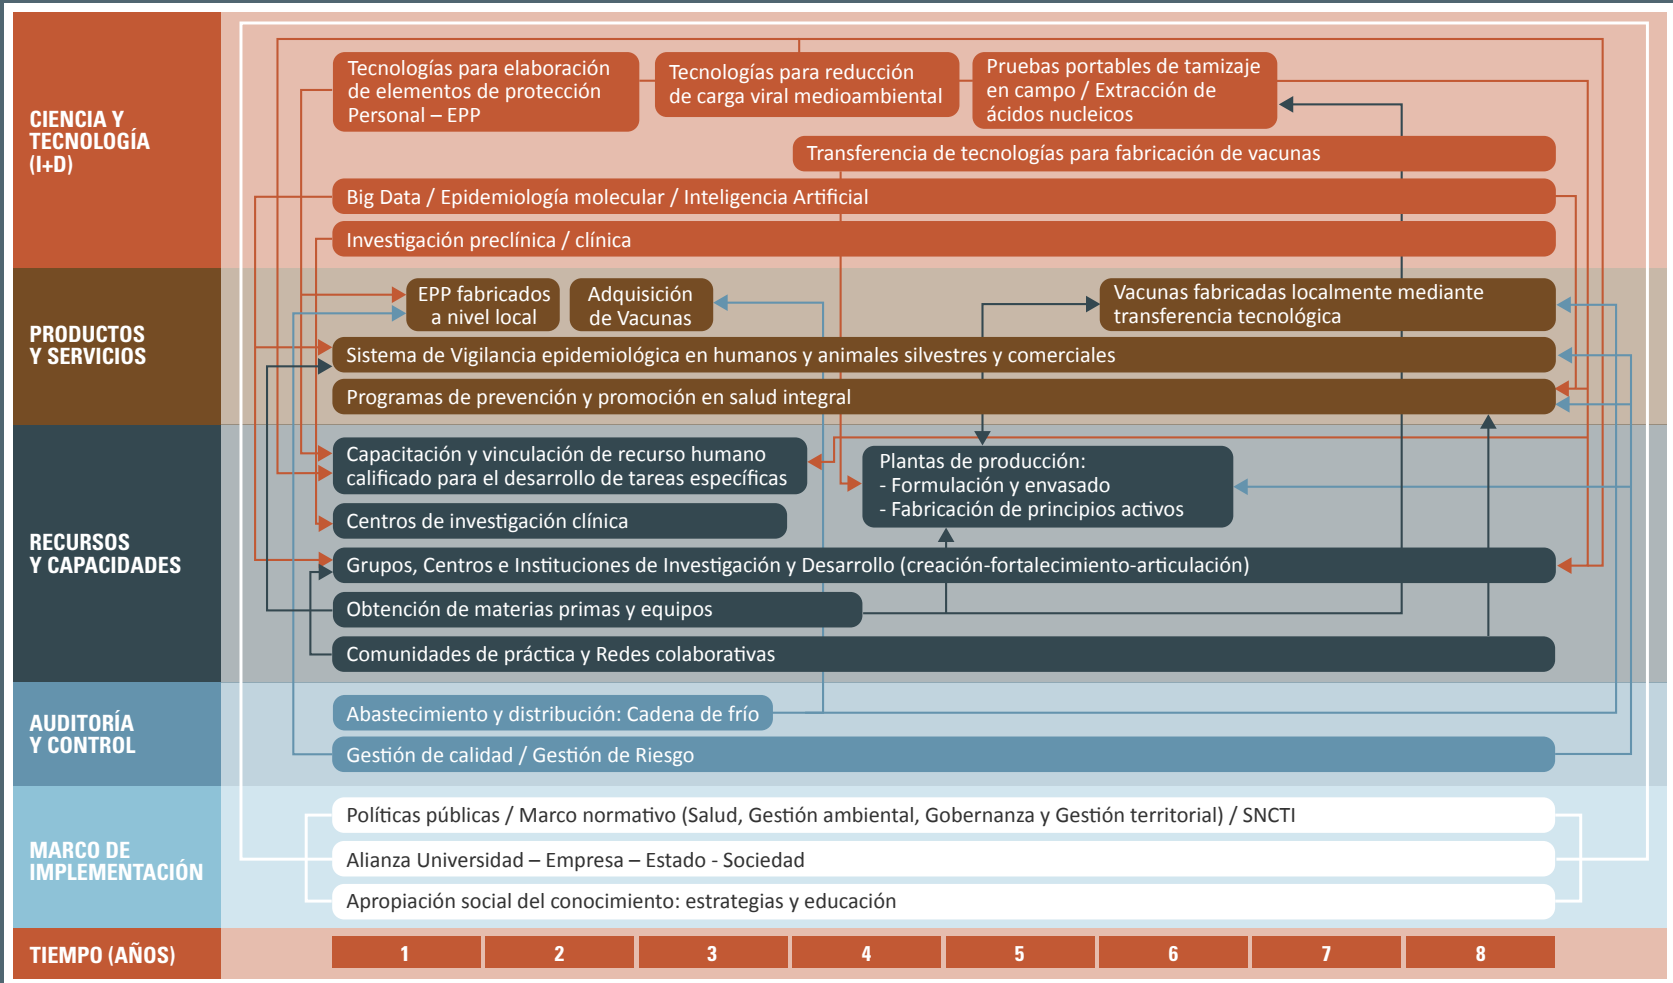 CIENCIA Y
TECNOLOGÍA
(I+D)
Tecnologías para elaboración
de elementos de protección
Personal – EPP
Tecnologías para reducción
de carga viral medioambiental
Pruebas portables de tamizaje
en campo / Extracción de
ácidos nucleicos
Transferencia de tecnologías para fabricación de vacunas
Big Data / Epidemiología molecular / Inteligencia Artificial
Investigación preclínica / clínica
PRODUCTOS
Y SERVICIOS
EPP fabricados
a nivel local
Adquisición
de Vacunas
Vacunas fabricadas localmente mediante
transferencia tecnológica
Sistema de Vigilancia epidemiológica en humanos y animales silvestres y comerciales
Programas de prevención y promoción en salud integral
RECURSOS
Y CAPACIDADES
Capacitación y vinculación de recurso humano
calificado para el desarrollo de tareas específicas
Plantas de producción:
- Formulación y envasado
- Fabricación de principios activos
Centros de investigación clínica
Grupos, Centros e Instituciones de Investigación y Desarrollo (creación-fortalecimiento-articulación)
Obtención de materias primas y equipos
Comunidades de práctica y Redes colaborativas
AUDITORÍA
Y CONTROL
Abastecimiento y distribución: Cadena de frío
Gestión de calidad / Gestión de Riesgo
MARCO DE
IMPLEMENTACIÓN
Políticas públicas / Marco normativo (Salud, Gestión ambiental, Gobernanza y Gestión territorial) / SNCTI
Alianza Universidad – Empresa – Estado - Sociedad
Apropiación social del conocimiento: estrategias y educación
TIEMPO (AÑOS)
1 2 3 4 5 6 7 8